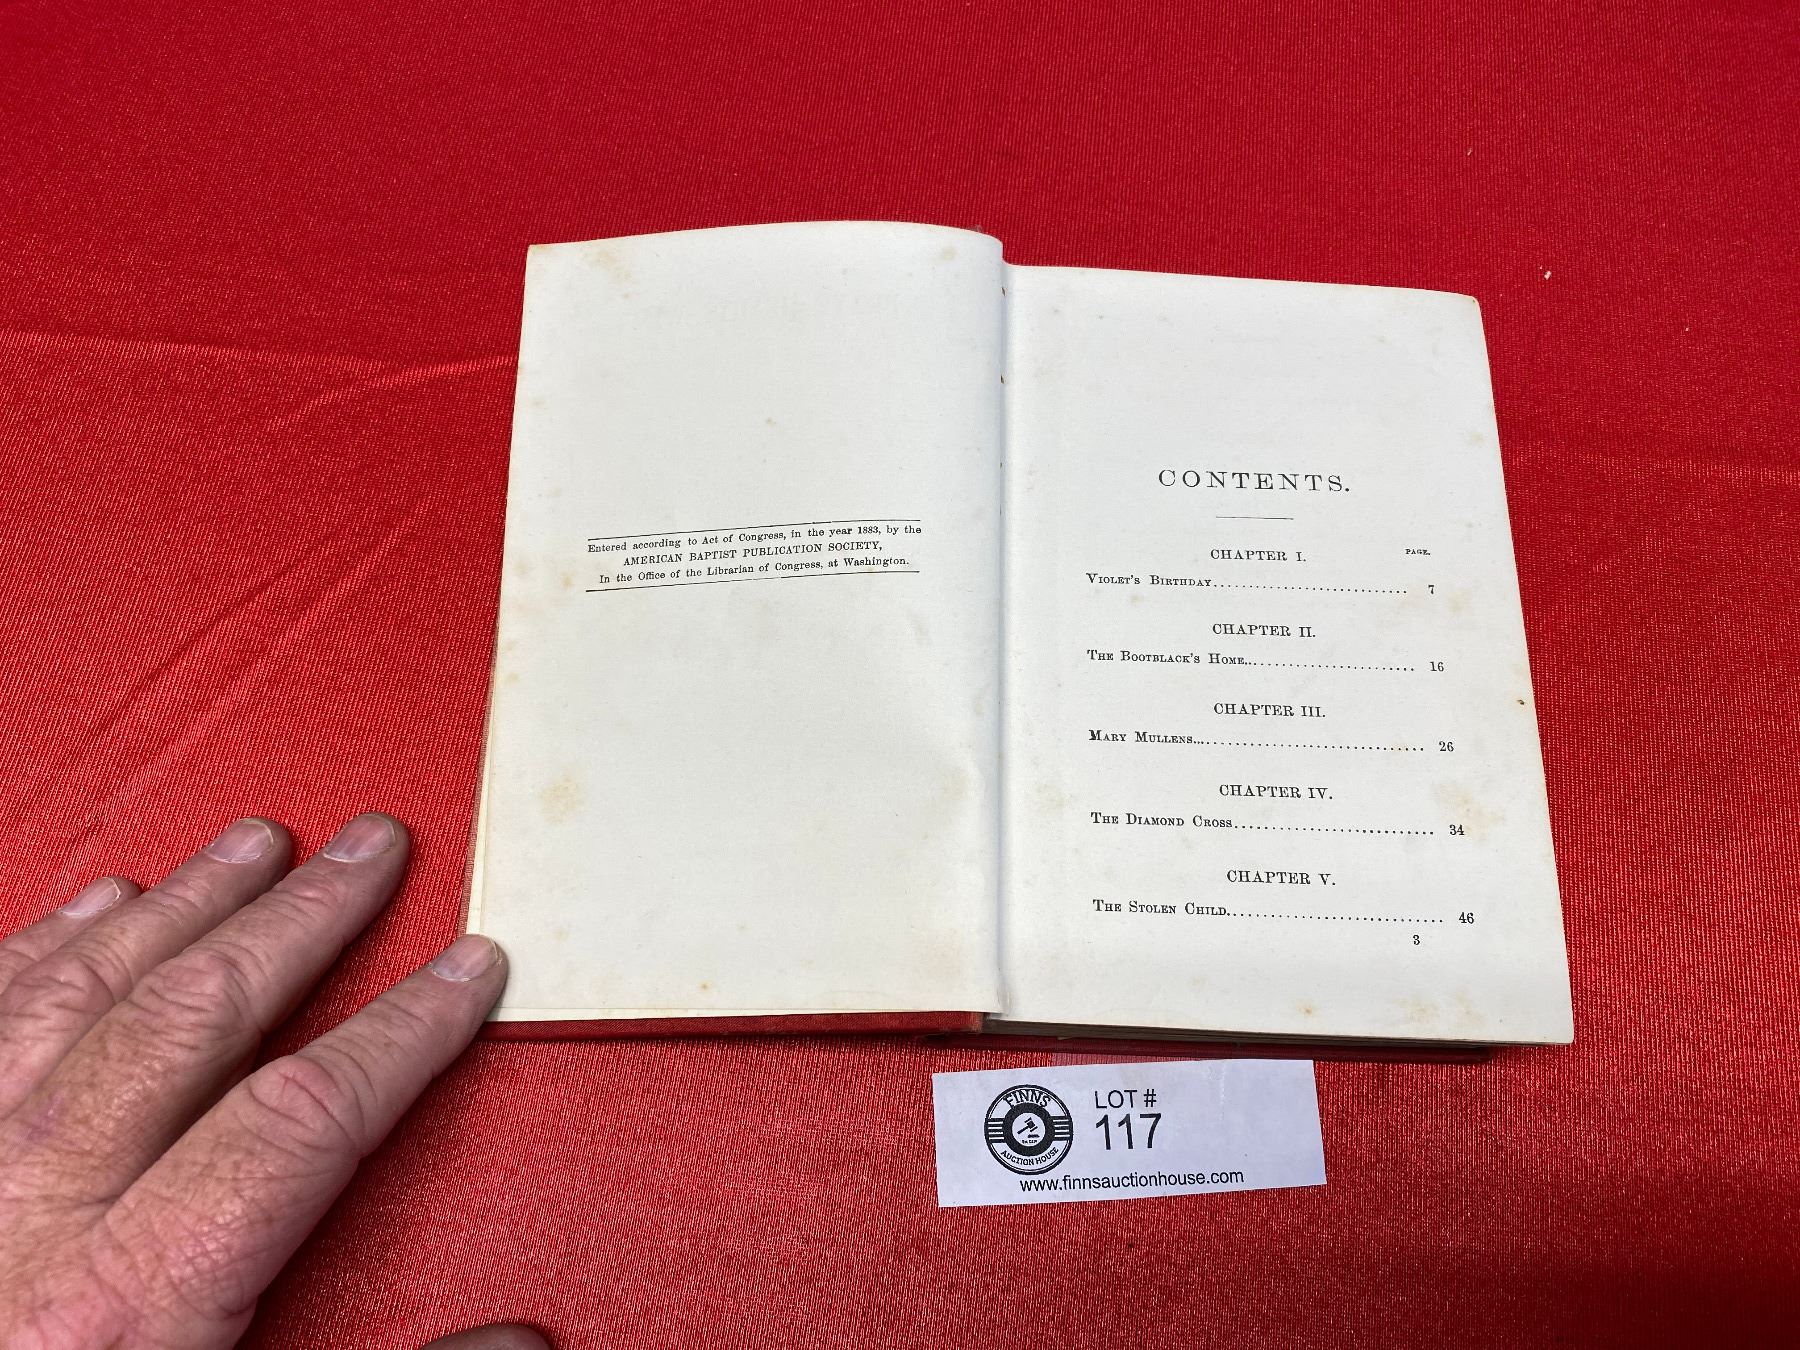 Entered according to Act of Congress, in the year 1883, by the
AMERICAN BAPTIST PUBLICATION SOCIETY,
In the Office of the Librarian of Congress, at Washington.
CONTENTS.
CHAPTER I. PAGE.
VIOLET'S BIRTHDAY........................... 7
CHAPTER II.
THE BOOTBLACK'S HOME........................ 16
CHAPTER III.
MARY MULLENS................................ 26
CHAPTER IV.
THE DIAMOND CROSS........................... 34
CHAPTER V.
THE STOLEN CHILD............................ 46
3
FINNS
AUCTION HOUSE
LOT #
117
www.finnsauctionhouse.com